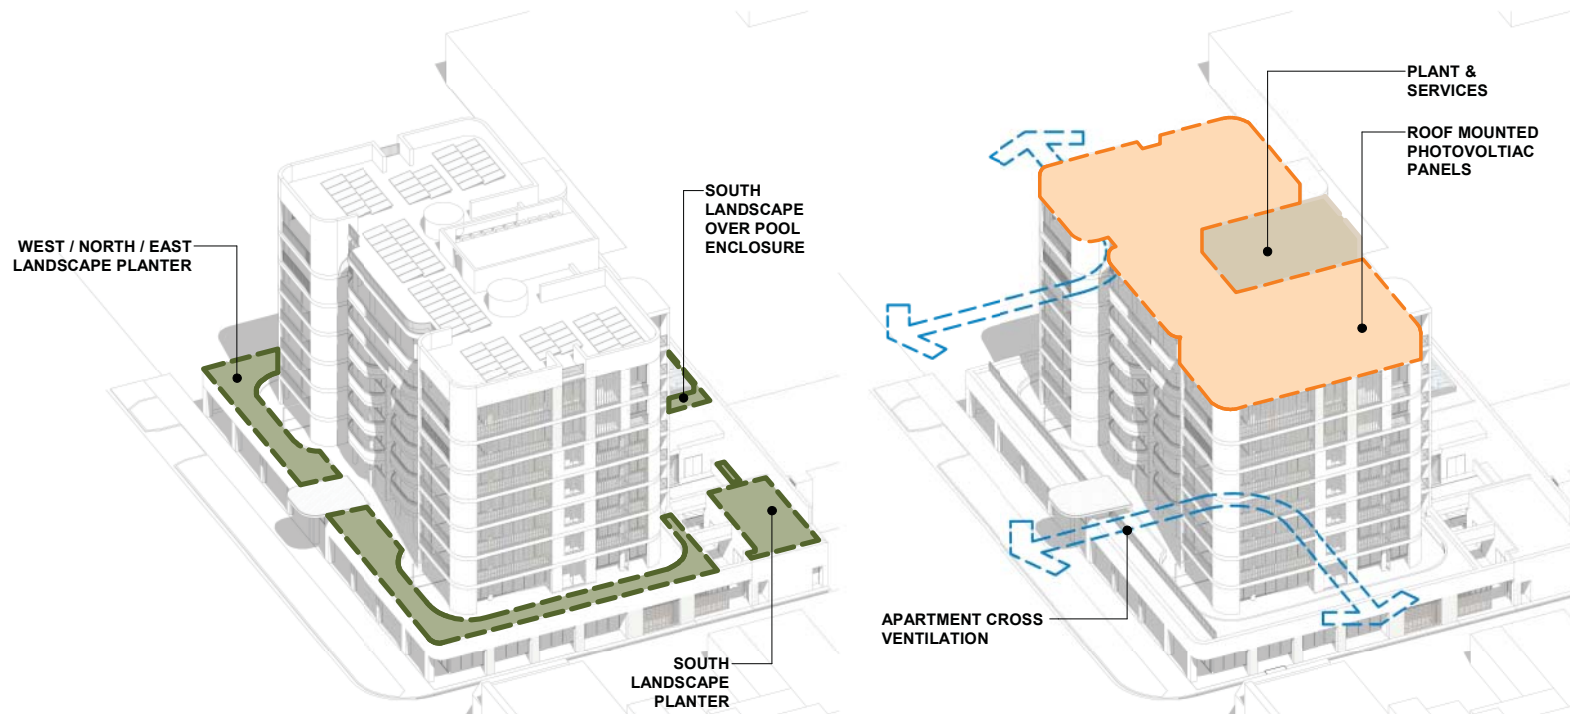 WEST / NORTH / EAST
LANDSCAPE PLANTER
SOUTH
LANDSCAPE
OVER POOL
ENCLOSURE
SOUTH
LANDSCAPE
PLANTER
PLANT &
SERVICES
ROOF MOUNTED
PHOTOVOLTIAC
PANELS
APARTMENT CROSS
VENTILATION